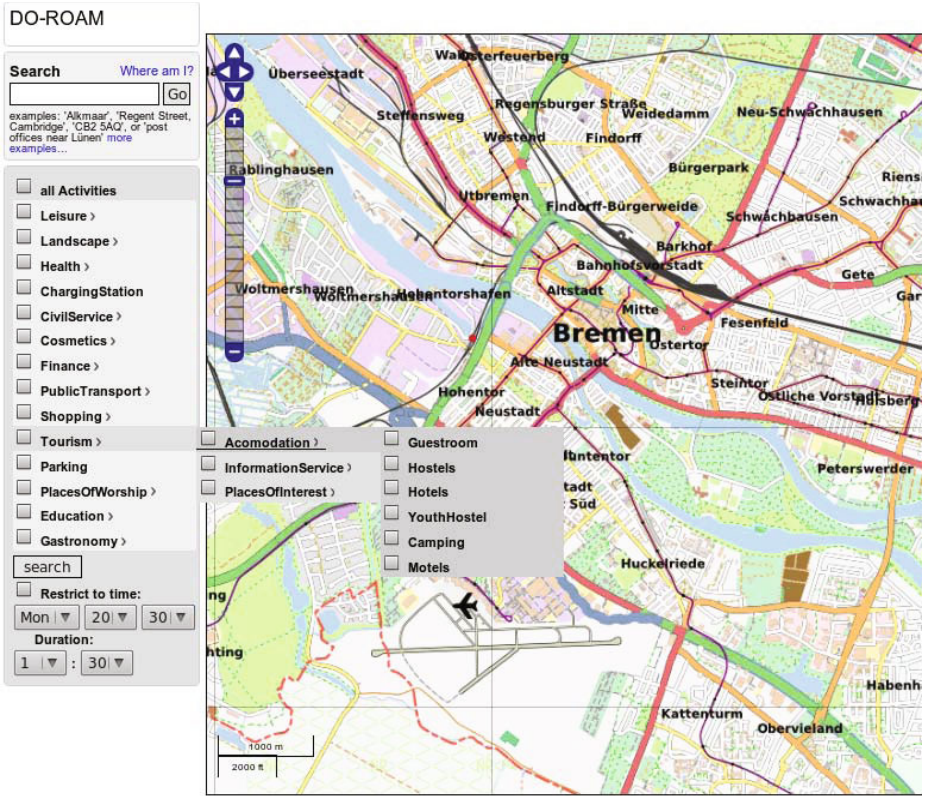 DO-ROAM
Search
Where am I?
Go
examples: 'Alkmaar', 'Regent Street,
Cambridge', 'CB2 5AQ', or 'post
offices near Lünen' more
examples...
all Activities
Leisure ›
Landscape ›
Health ›
ChargingStation
CivilService ›
Cosmetics ›
Finance ›
PublicTransport ›
Shopping ›
Tourism ›
Parking
PlacesOfWorship ›
Education ›
Gastronomy ›
search
Restrict to time:
Mon 20 30
Duration:
1 : 30
Acomodation ›
InformationService ›
PlacesOfInterest ›
Guestroom
Hostels
Hotels
YouthHostel
Camping
Motels
Osterfeuerberg
Überseestadt
Regensburger Straße
Weidedamm
Neu-Schwachhausen
Steffensweg
Westend
Findorff
Bürgerpark
Rablinghausen
Utbremen
Findorff-Bürgerweide
Schwachhausen
Barkhof
Bahnhofsvorstadt
Gete
Woltmershausen
Hohentorshafen
Altstadt
Mitte
Fesenfeld
Bremen
Ostertor
Alte Neustadt
Steintor
Hohentor
Östliche Vorstadt
Hulsberg
Neustadt
Peterswerder
Süd
Huckelriede
Kattenturm
Obervieland
1000 m
2000 ft